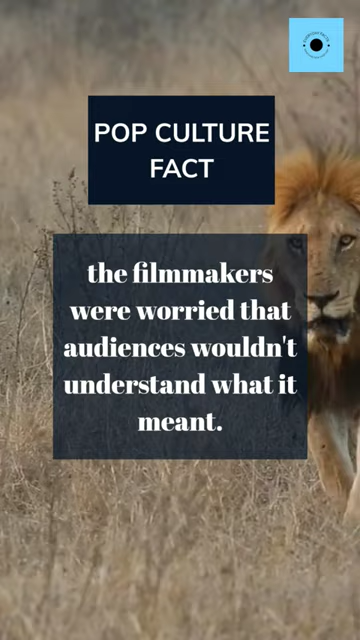 POP CULTURE
FACT
the filmmakers
were worried that
audiences wouldn't
understand what it
meant.